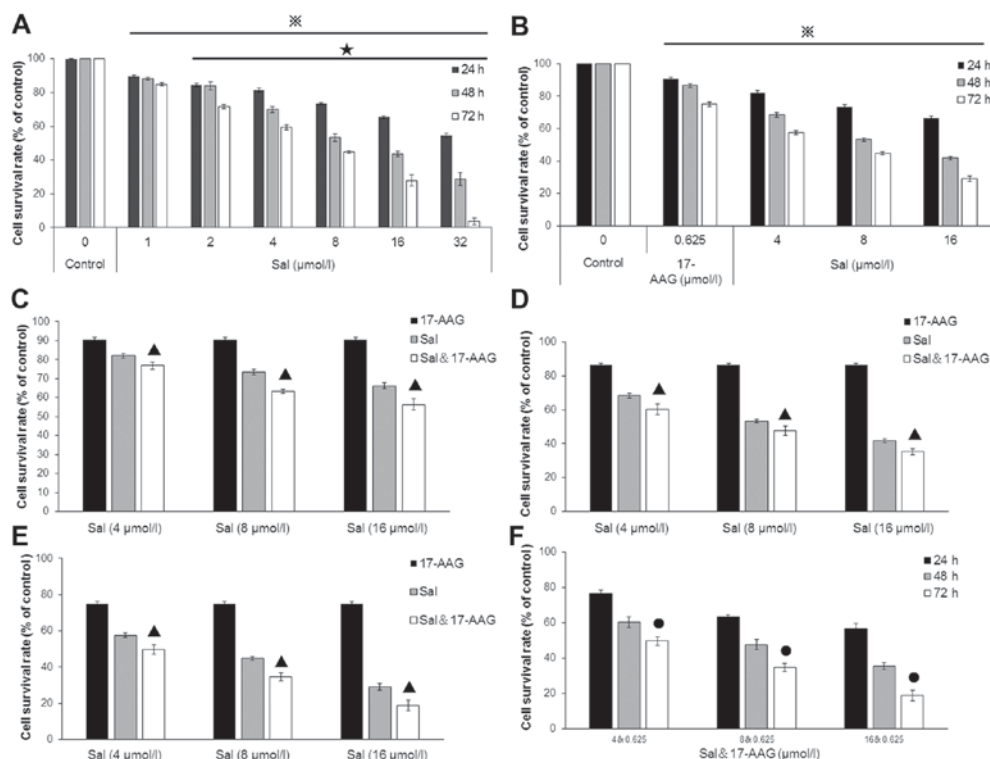 A
※
★
Cell survival rate (% of control)
100
80
60
40
20
0
24 h
48 h
72 h
0 1 2 4 8 16 32
Control Sal (μmol/l)
B
※
Cell survival rate (% of control)
100
80
60
40
20
0
24 h
48 h
72 h
0 0.625 4 8 16
Control 17-AAG (μmol/l) Sal (μmol/l)
C
Cell survival rate (% of control)
100
90
80
70
60
50
40
30
20
10
0
17-AAG
Sal
Sal & 17-AAG
▲ ▲ ▲
Sal (4 μmol/l) Sal (8 μmol/l) Sal (16 μmol/l)
D
Cell survival rate (% of control)
100
80
60
40
20
0
17-AAG
Sal
Sal & 17-AAG
▲ ▲ ▲
Sal (4 μmol/l) Sal (8 μmol/l) Sal (16 μmol/l)
E
Cell survival rate (% of control)
100
80
60
40
20
0
17-AAG
Sal
Sal & 17-AAG
▲ ▲ ▲
Sal (4 μmol/l) Sal (8 μmol/l) Sal (16 μmol/l)
F
Cell survival rate (% of control)
100
80
60
40
20
0
24 h
48 h
72 h
● ● ●
4&0.625 8&0.625 16&0.625
Sal & 17-AAG (μmol/l)